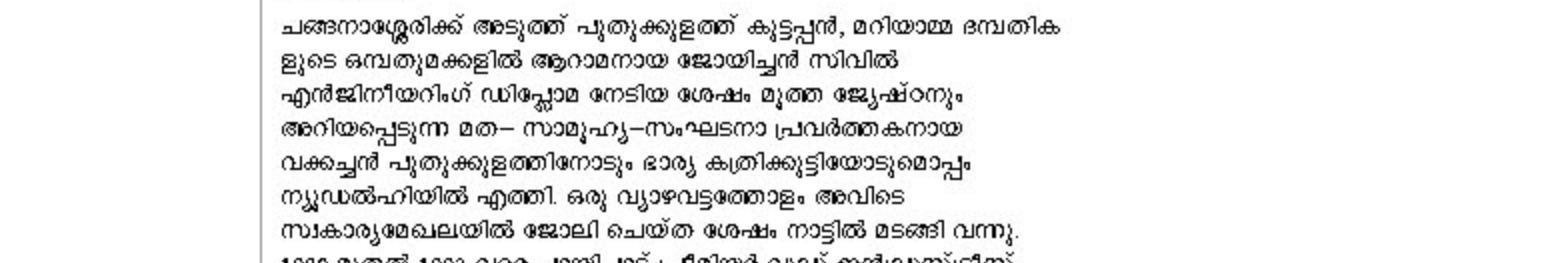 ചങ്ങനാശ്ശേരിക്ക് അടുത്ത് പുതുക്കുളത്ത് കുട്ടപ്പൻ, മറിയാമ്മ ദമ്പതിക
ളുടെ ഒമ്പതുമക്കളിൽ ആറാമനായ ജോയിച്ചൻ സിവിൽ
എൻജിനീയറിംഗ് ഡിപ്ലോമ നേടിയ ശേഷം മൂത്ത ജ്യേഷ്ഠനും
അറിയപ്പെടുന്ന മത- സാമൂഹ്യ-സംഘടനാ പ്രവർത്തകനായ
വക്കച്ചൻ പുതുക്കുളത്തിനോടും ഭാര്യ കത്രിക്കുട്ടിയോടുമൊപ്പം
ന്യൂഡൽഹിയിൽ എത്തി. ഒരു വ്യാഴവട്ടത്തോളം അവിടെ
സ്വകാര്യമേഖലയിൽ ജോലി ചെയ്ത ശേഷം നാട്ടിൽ മടങ്ങി വന്നു.